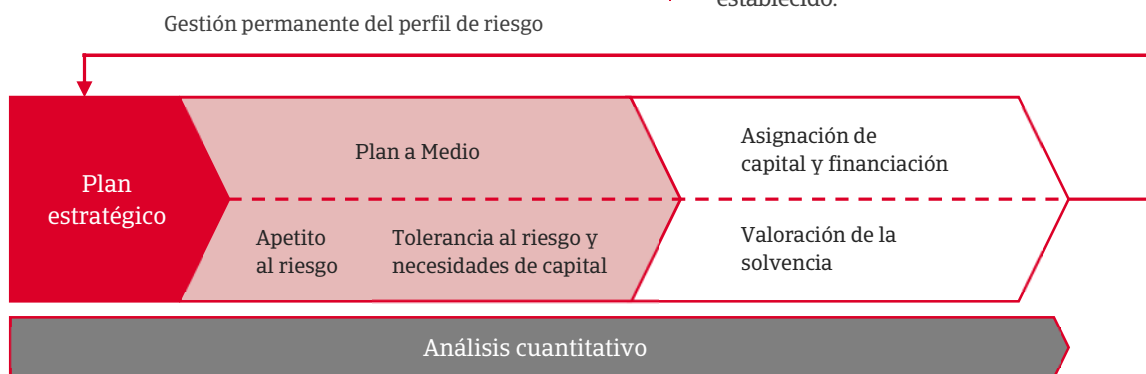 establecido.
Gestión permanente del perfil de riesgo
Plan
estratégico
Plan a Medio
Apetito
al riesgo
Tolerancia al riesgo y
necesidades de capital
Asignación de
capital y financiación
Valoración de la
solvencia
Análisis cuantitativo